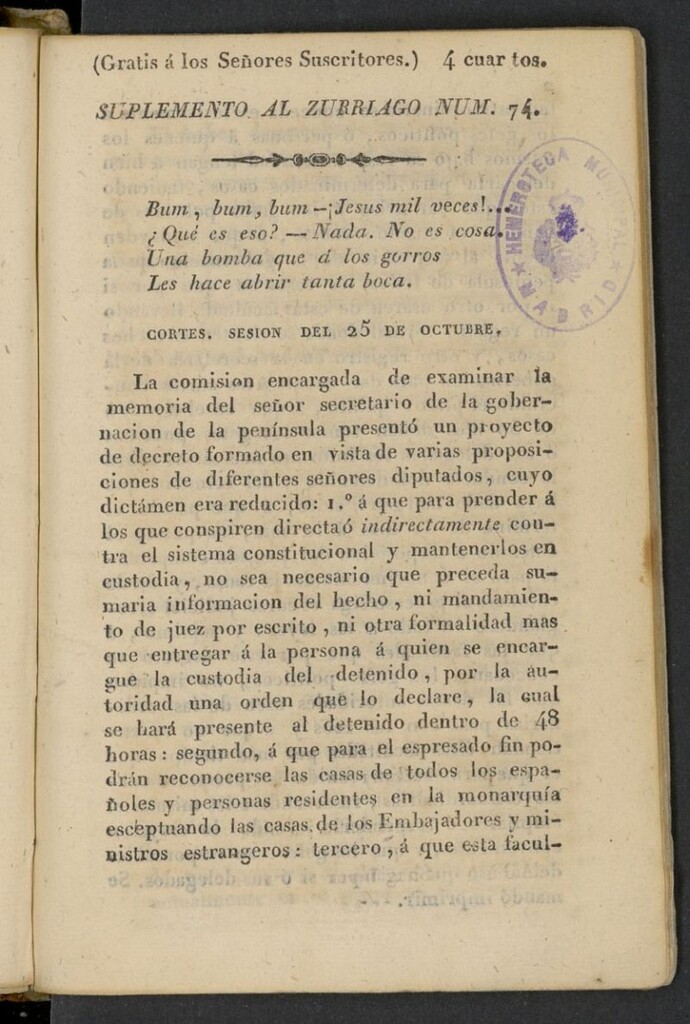 (Gratis á los Señores Suscritores.) 4 cuartos.
SUPLEMENTO AL ZURRIAGO NUM. 74.
Bum, bum, bum –¡Jesus mil veces!...
¿Qué es eso? — Nada. No es cosa.
Una bomba que á los gorros
Les hace abrir tanta boca.
HEMEROTECA MUNICIPAL
★ MADRID ★
CORTES. SESION DEL 25 DE OCTUBRE.
La comision encargada de examinar la
memoria del señor secretario de la gober-
nacion de la península presentó un proyecto
de decreto formado en vista de varias proposi-
ciones de diferentes señores diputados, cuyo
dictámen era reducido: 1.º á que para prender á
los que conspiren directa ó indirectamente con-
tra el sistema constitucional y mantenerlos en
custodia, no sea necesario que preceda su-
maria informacion del hecho, ni mandamien-
to de juez por escrito, ni otra formalidad mas
que entregar á la persona á quien se encar-
gue la custodia del detenido, por la au-
toridad una orden que lo declare, la cual
se hará presente al detenido dentro de 48
horas: segundo, á que para el espresado fin po-
drán reconocerse las casas de todos los espa-
ñoles y personas residentes en la monarquía
esceptuando las casas de los Embajadores y mi-
nistros estrangeros: tercero, á que esta facul-